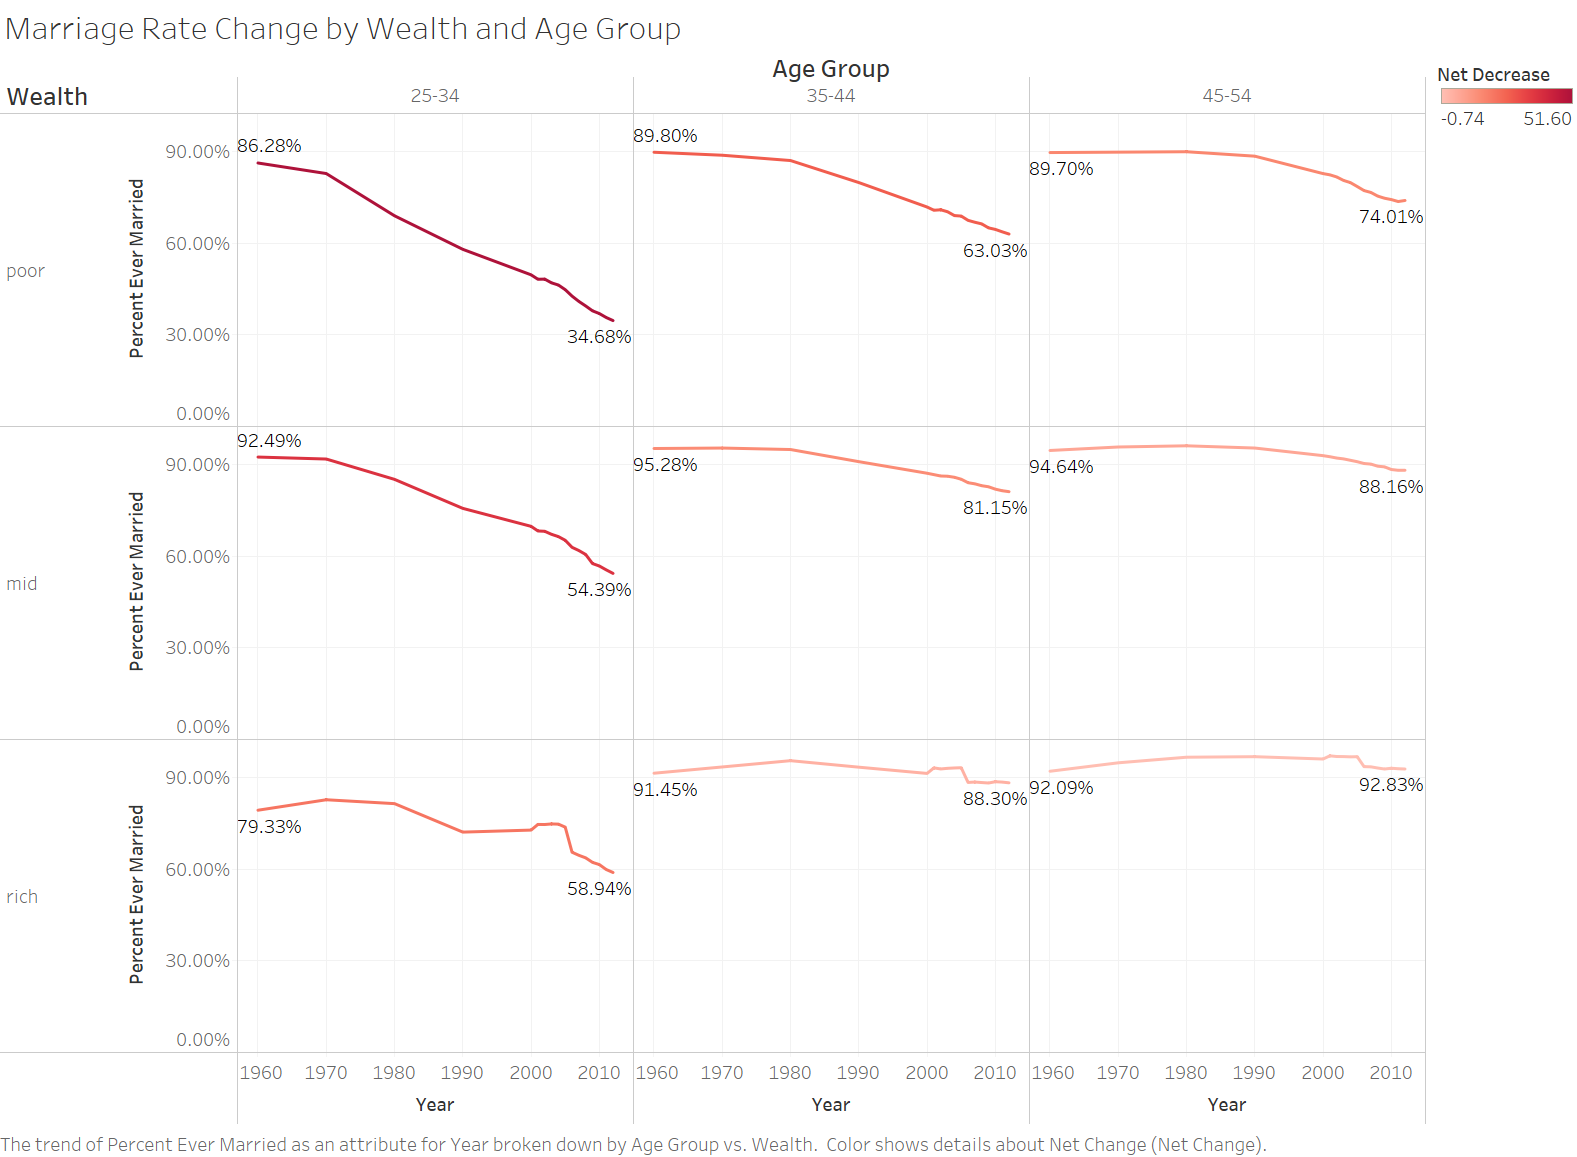 Marriage Rate Change by Wealth and Age Group
Age Group
Wealth
25-34
35-44
45-54
Net Decrease
-0.74
51.60
poor
Percent Ever Married
90.00%
60.00%
30.00%
0.00%
86.28%
34.68%
89.80%
63.03%
89.70%
74.01%
mid
Percent Ever Married
90.00%
60.00%
30.00%
0.00%
92.49%
54.39%
95.28%
81.15%
94.64%
88.16%
rich
Percent Ever Married
90.00%
60.00%
30.00%
0.00%
79.33%
58.94%
91.45%
88.30%
92.09%
92.83%
1960 1970 1980 1990 2000 2010
1960 1970 1980 1990 2000 2010
1960 1970 1980 1990 2000 2010
Year
Year
Year
The trend of Percent Ever Married as an attribute for Year broken down by Age Group vs. Wealth.  Color shows details about Net Change (Net Change).